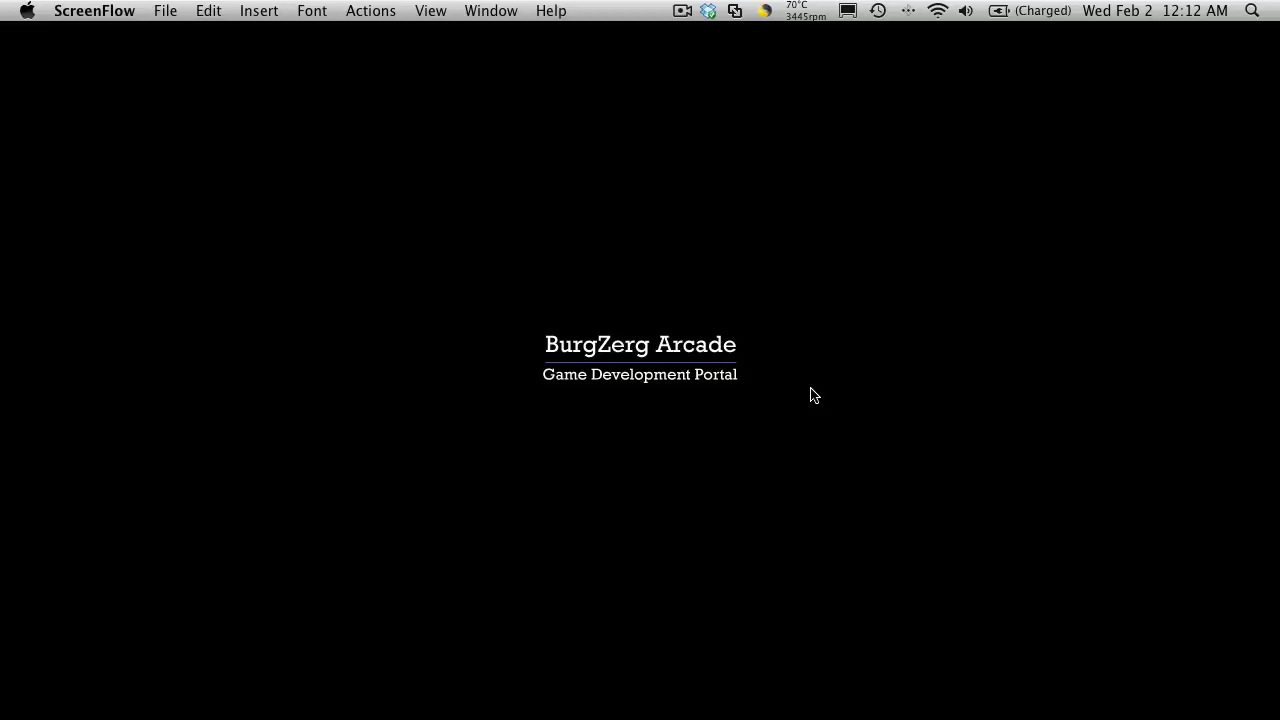 ScreenFlow File Edit Insert Font Actions View Window Help 70°C 3445rpm (Charged) Wed Feb 2 12:12 AM
BurgZerg Arcade
Game Development Portal